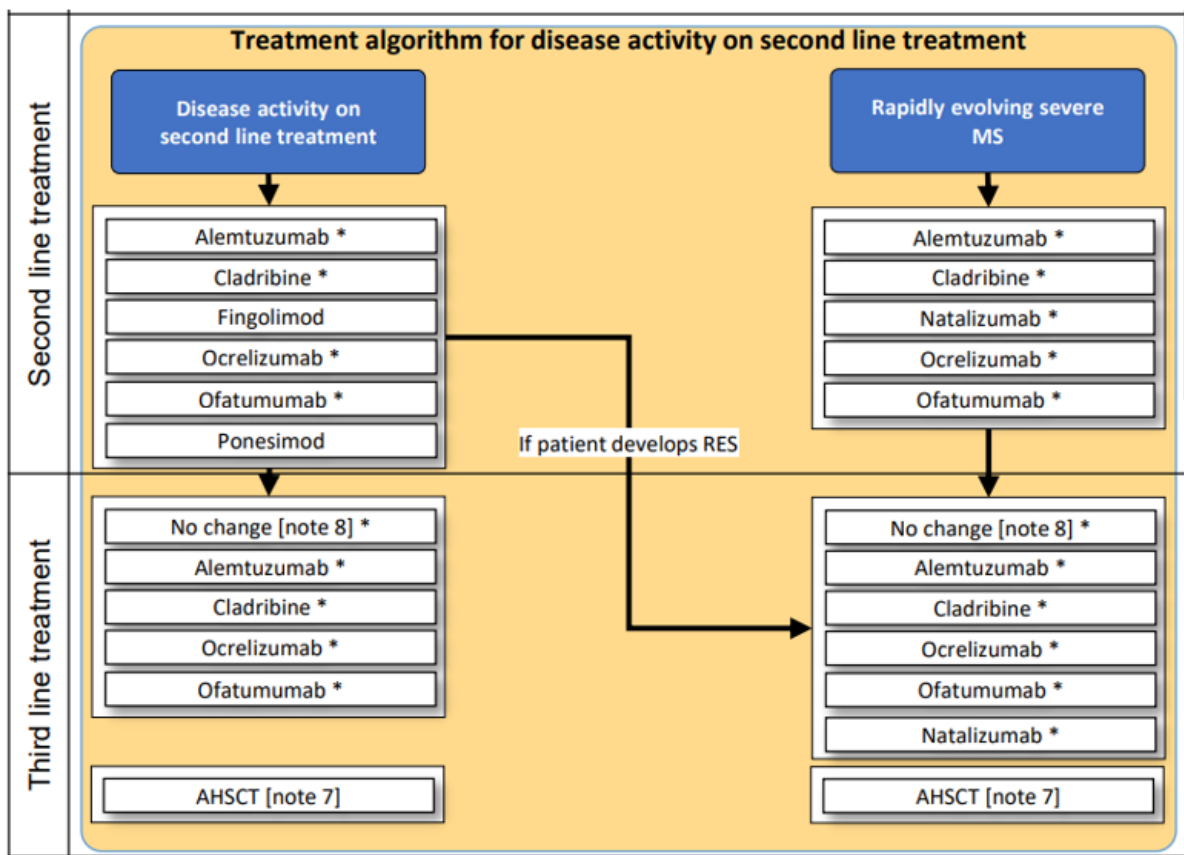 Treatment algorithm for disease activity on second line treatment
Second line treatment
Disease activity on
second line treatment
Alemtuzumab *
Cladribine *
Fingolimod
Ocrelizumab *
Ofatumumab *
Ponesimod
If patient develops RES
Rapidly evolving severe
MS
Alemtuzumab *
Cladribine *
Natalizumab *
Ocrelizumab *
Ofatumumab *
Third line treatment
No change [note 8] *
Alemtuzumab *
Cladribine *
Ocrelizumab *
Ofatumumab *
AHSCT [note 7]
No change [note 8] *
Alemtuzumab *
Cladribine *
Ocrelizumab *
Ofatumumab *
Natalizumab *
AHSCT [note 7]